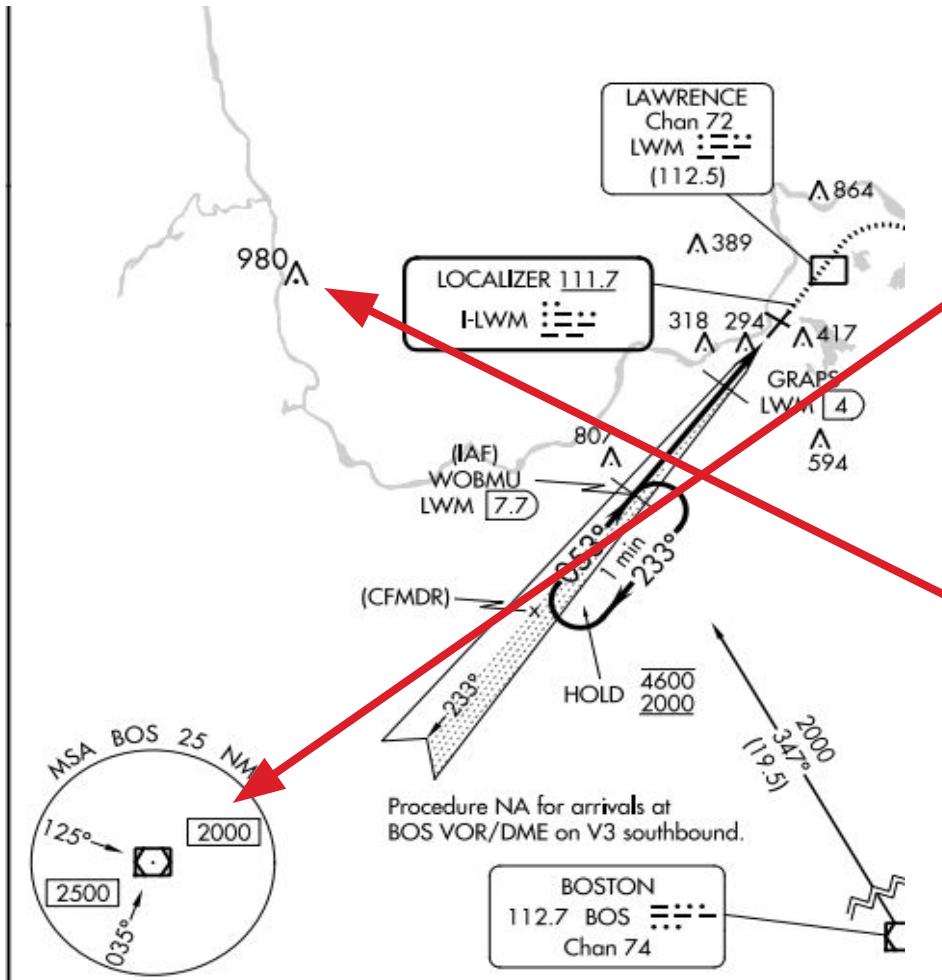 LAWRENCE
Chan 72
LWM
(112.5)
864
389
980
LOCALIZER 111.7
I-LWM
318
294
417
GRAPS
LWM 4
594
(IAF)
WOBMU
LWM 7.7
053°
1 min
233°
(CFMDR)
233°
HOLD
4600
2000
2000
347°
(19.5)
MSA BOS 25 NM
125°
2000
2500
035°
Procedure NA for arrivals at
BOS VOR/DME on V3 southbound.
BOSTON
112.7 BOS
Chan 74